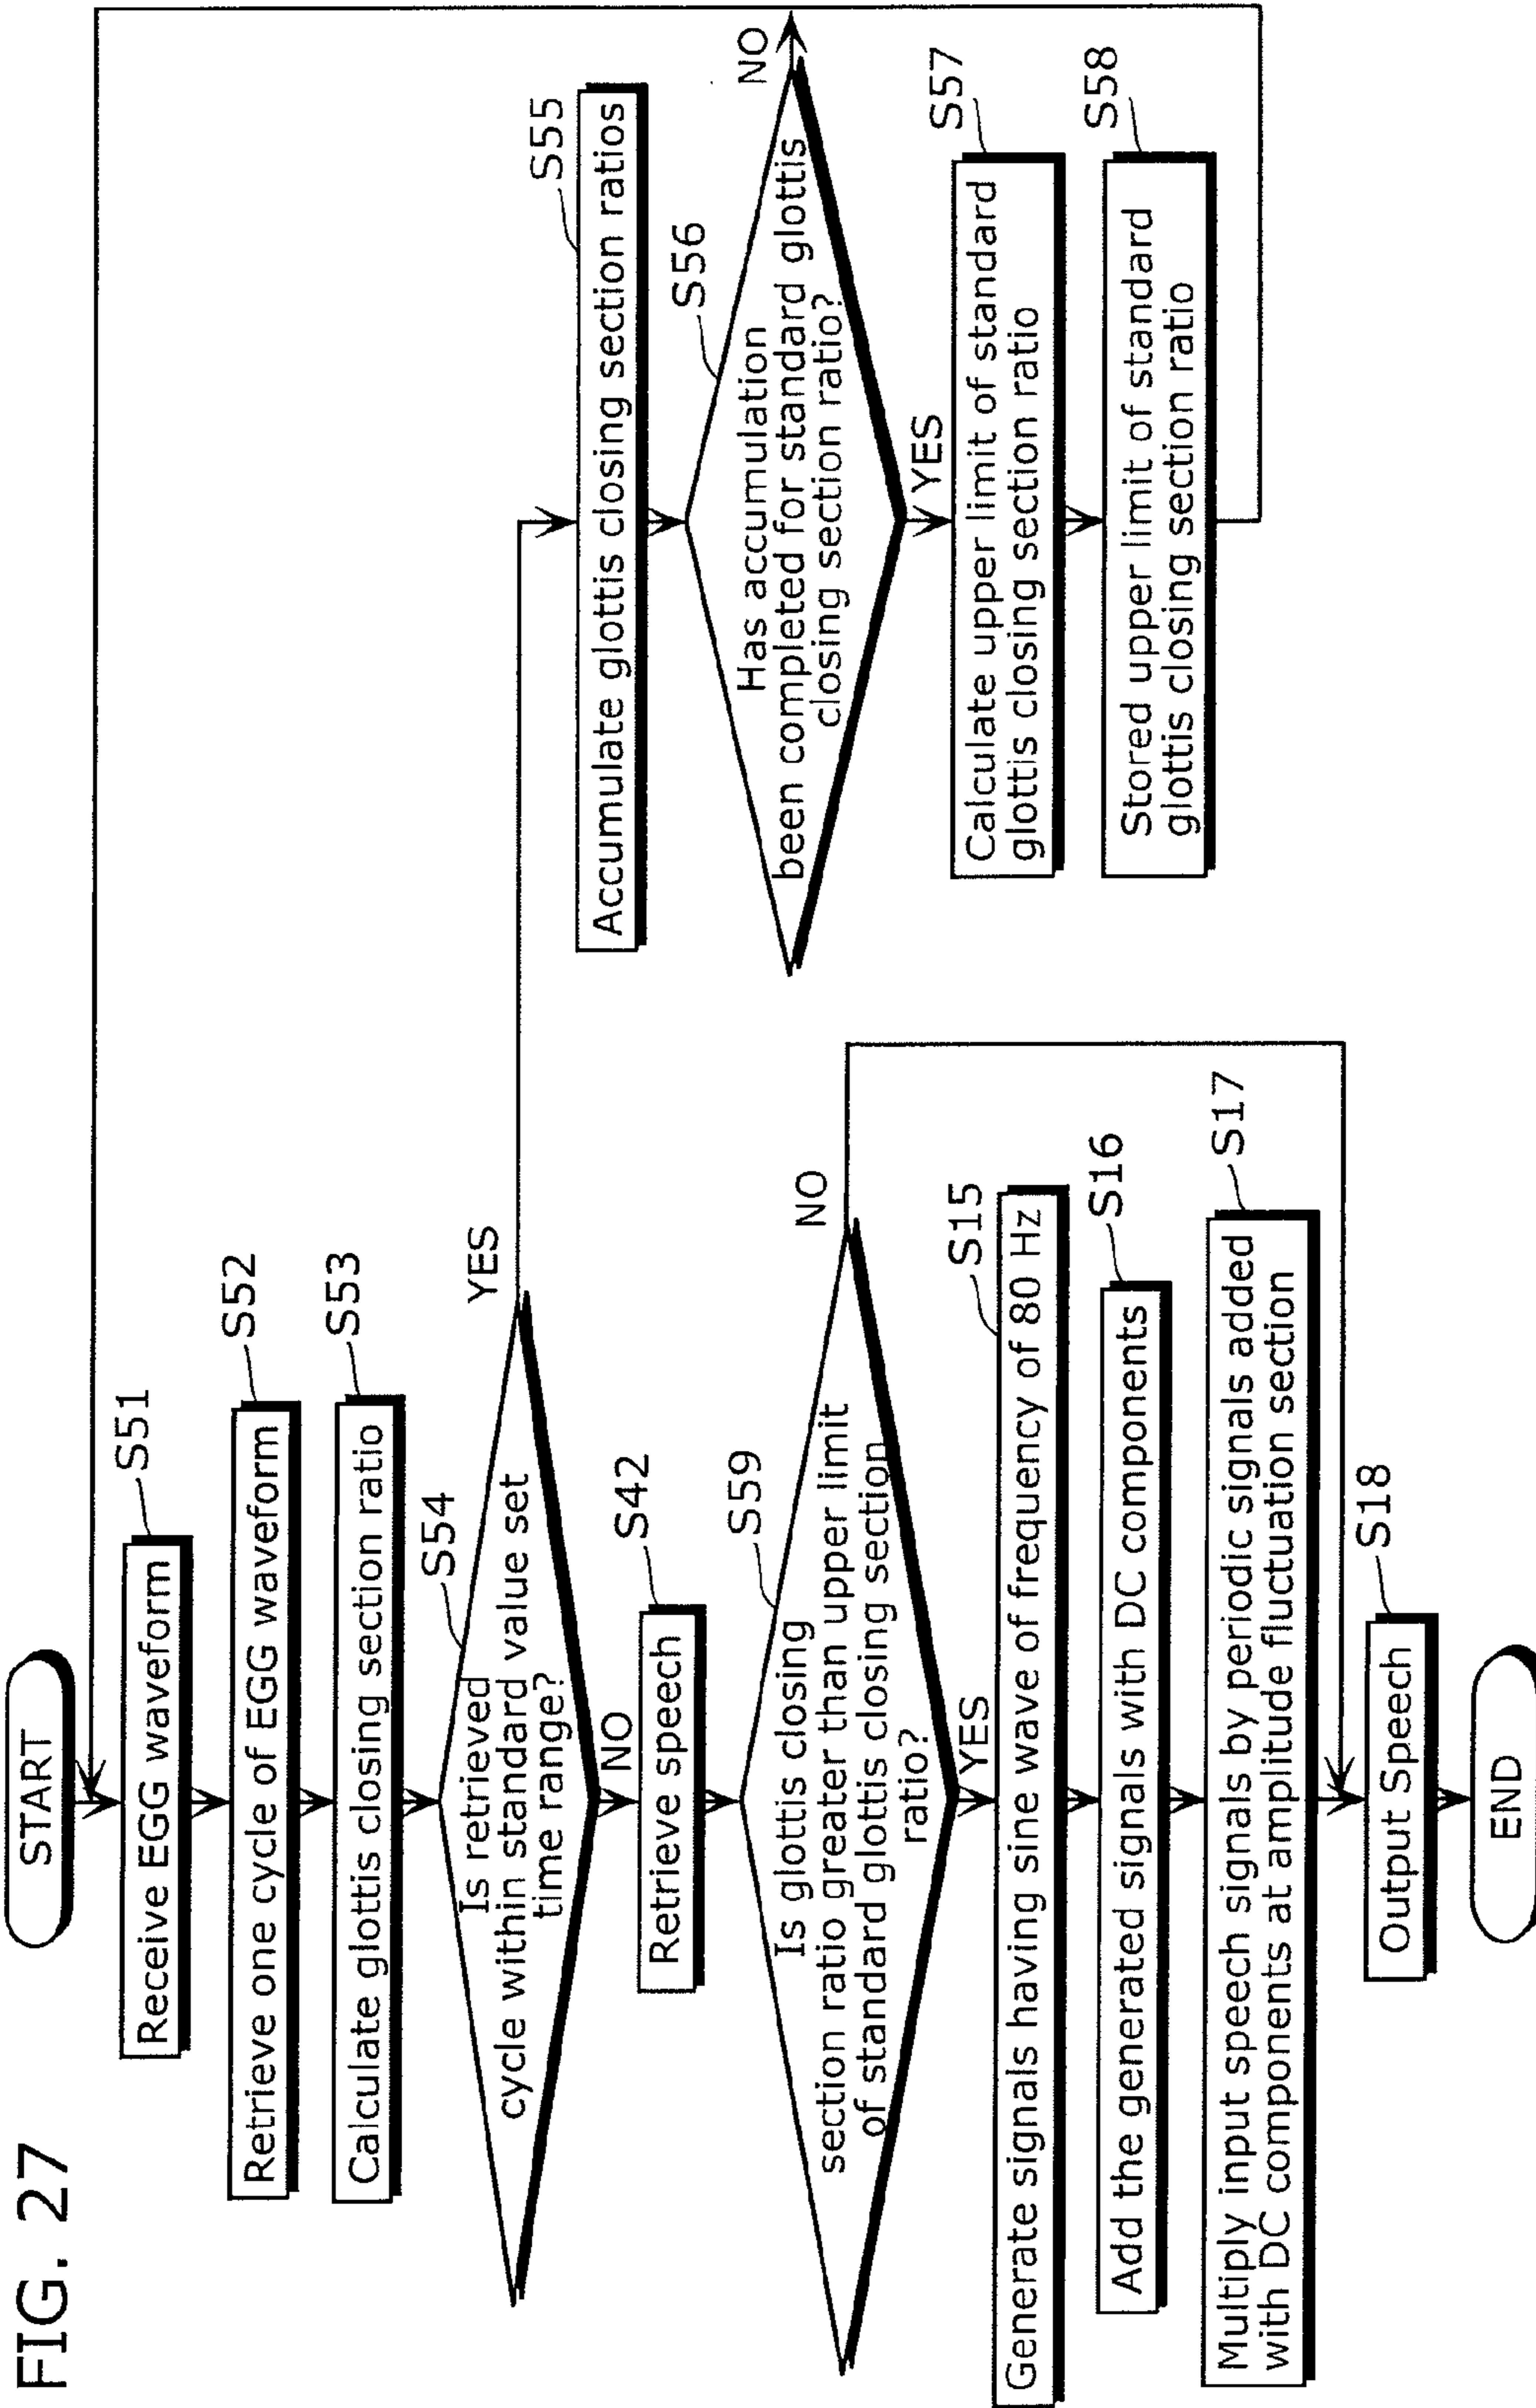 FIG. 27
START
S51
Receive EGG waveform
S52
Retrieve one cycle of EGG waveform
S53
Calculate glottis closing section ratio
S54
Is retrieved
cycle within standard value set
time range?
YES
NO
S42
Retrieve speech
S59
Is glottis closing
section ratio greater than upper limit
of standard glottis closing section
ratio?
NO
YES
S15
Generate signals having sine wave of frequency of 80 Hz
S16
Add the generated signals with DC components
S17
Multiply input speech signals by periodic signals added
with DC components at amplitude fluctuation section
S18
Output Speech
END
S55
Accumulate glottis closing section ratios
S56
Has accumulation
been completed for standard glottis
closing section ratio?
NO
YES
S57
Calculate upper limit of standard
glottis closing section ratio
S58
Stored upper limit of standard
glottis closing section ratio